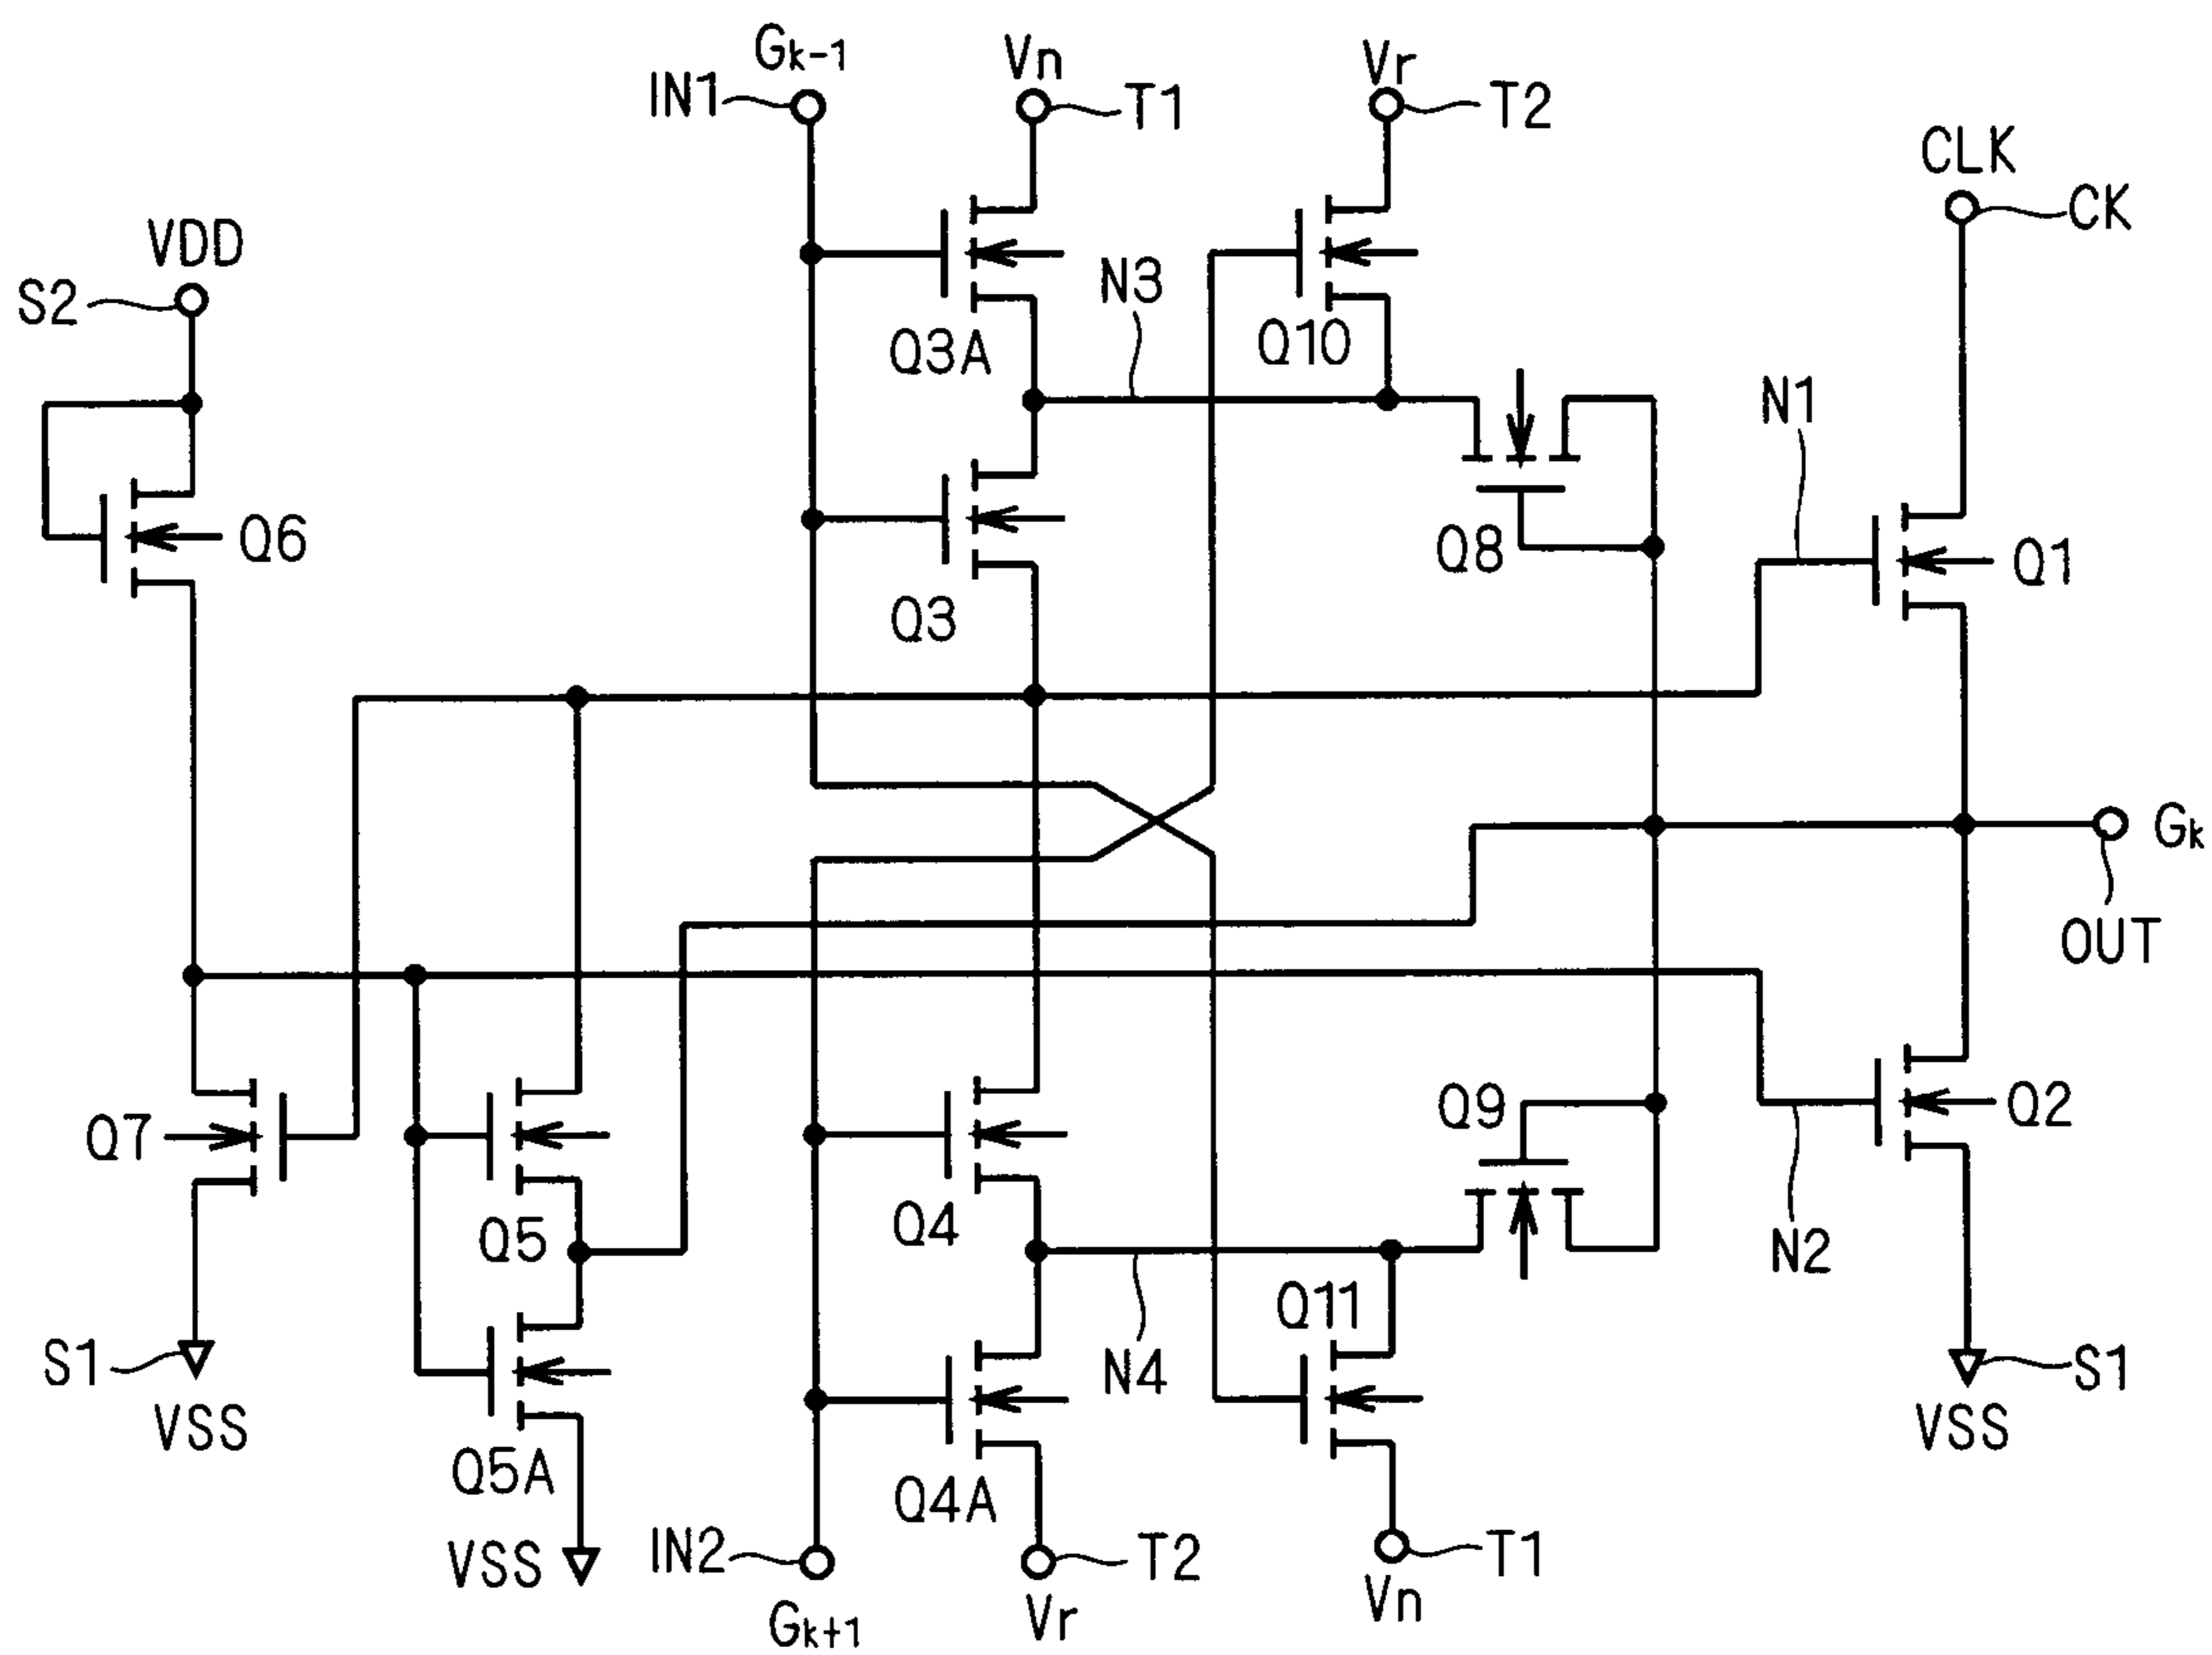 Gk-1
Vn
Vr
IN1
T1
T2
CLK
CK
VDD
S2
N3
Q3A
Q10
N1
Q6
Q8
Q1
Q3
Gk
OUT
Q7
Q9
Q2
Q5
Q4
N2
Q11
S1
N4
S1
VSS
VSS
Q5A
Q4A
VSS
IN2
T2
T1
Gk+1
Vr
Vn